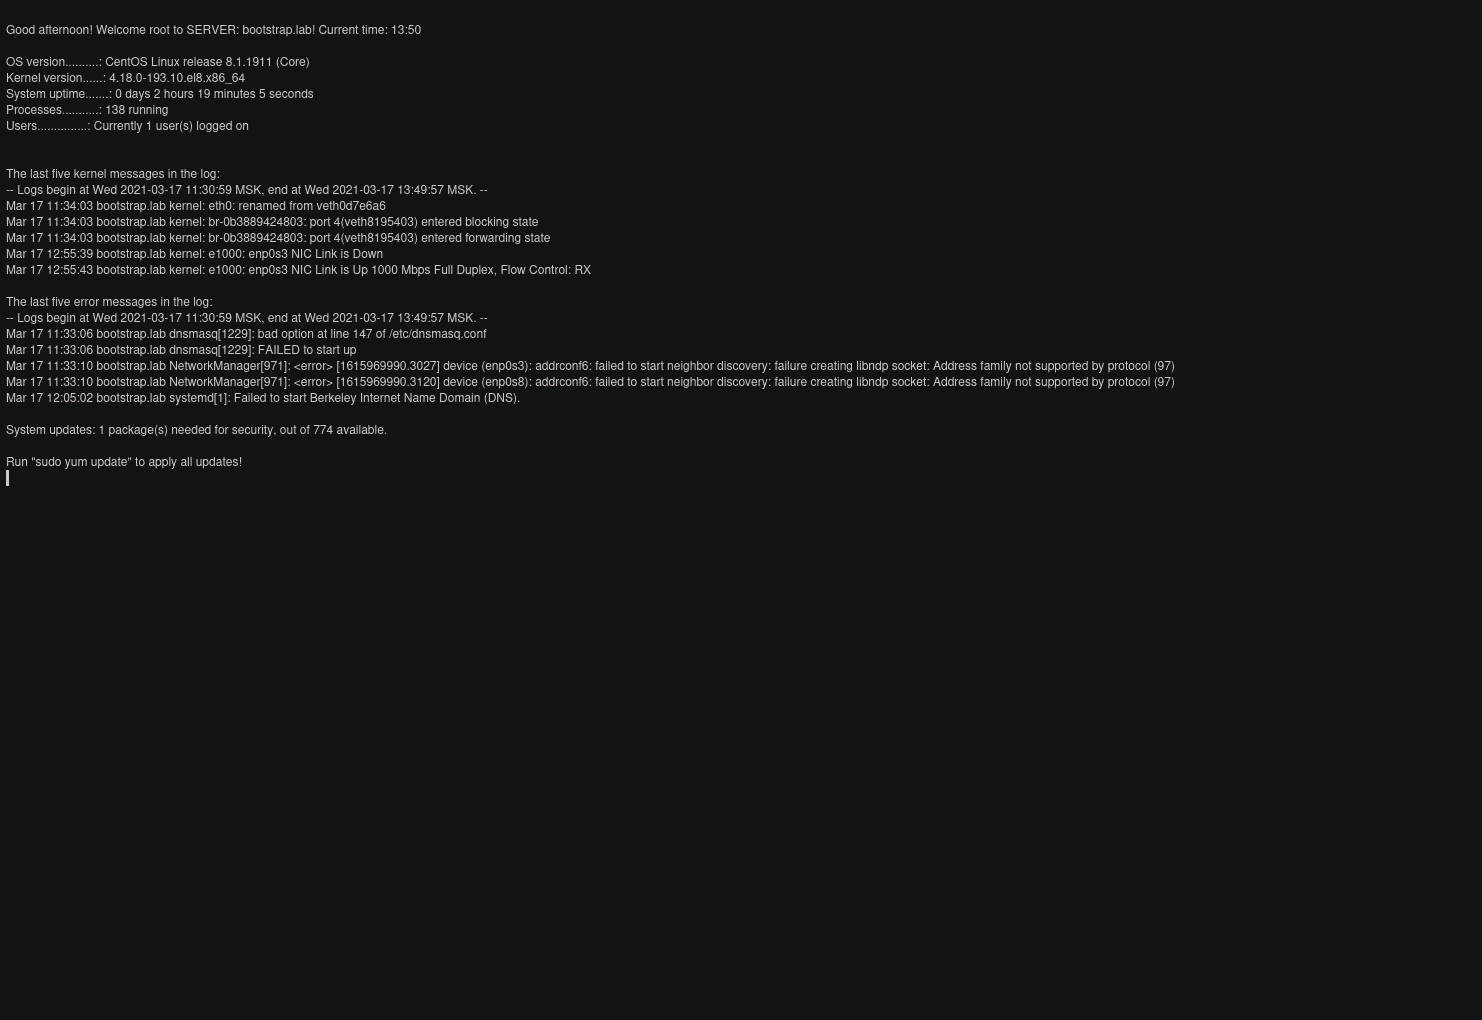 Good afternoon! Welcome root to SERVER: bootstrap.lab! Current time: 13:50
OS version..........: CentOS Linux release 8.1.1911 (Core)
Kernel version......: 4.18.0-193.10.el8.x86_64
System uptime.......: 0 days 2 hours 19 minutes 5 seconds
Processes...........: 138 running
Users...............: Currently 1 user(s) logged on
The last five kernel messages in the log:
-- Logs begin at Wed 2021-03-17 11:30:59 MSK, end at Wed 2021-03-17 13:49:57 MSK. --
Mar 17 11:34:03 bootstrap.lab kernel: eth0: renamed from veth0d7e6a6
Mar 17 11:34:03 bootstrap.lab kernel: br-0b3889424803: port 4(veth8195403) entered blocking state
Mar 17 11:34:03 bootstrap.lab kernel: br-0b3889424803: port 4(veth8195403) entered forwarding state
Mar 17 12:55:39 bootstrap.lab kernel: e1000: enp0s3 NIC Link is Down
Mar 17 12:55:43 bootstrap.lab kernel: e1000: enp0s3 NIC Link is Up 1000 Mbps Full Duplex, Flow Control: RX
The last five error messages in the log:
-- Logs begin at Wed 2021-03-17 11:30:59 MSK, end at Wed 2021-03-17 13:49:57 MSK. --
Mar 17 11:33:06 bootstrap.lab dnsmasq[1229]: bad option at line 147 of /etc/dnsmasq.conf
Mar 17 11:33:06 bootstrap.lab dnsmasq[1229]: FAILED to start up
Mar 17 11:33:10 bootstrap.lab NetworkManager[971]: <error> [1615969990.3027] device (enp0s3): addrconf6: failed to start neighbor discovery: failure creating libndp socket: Address family not supported by protocol (97)
Mar 17 11:33:10 bootstrap.lab NetworkManager[971]: <error> [1615969990.3120] device (enp0s8): addrconf6: failed to start neighbor discovery: failure creating libndp socket: Address family not supported by protocol (97)
Mar 17 12:05:02 bootstrap.lab systemd[1]: Failed to start Berkeley Internet Name Domain (DNS).
System updates: 1 package(s) needed for security, out of 774 available.
Run "sudo yum update" to apply all updates!